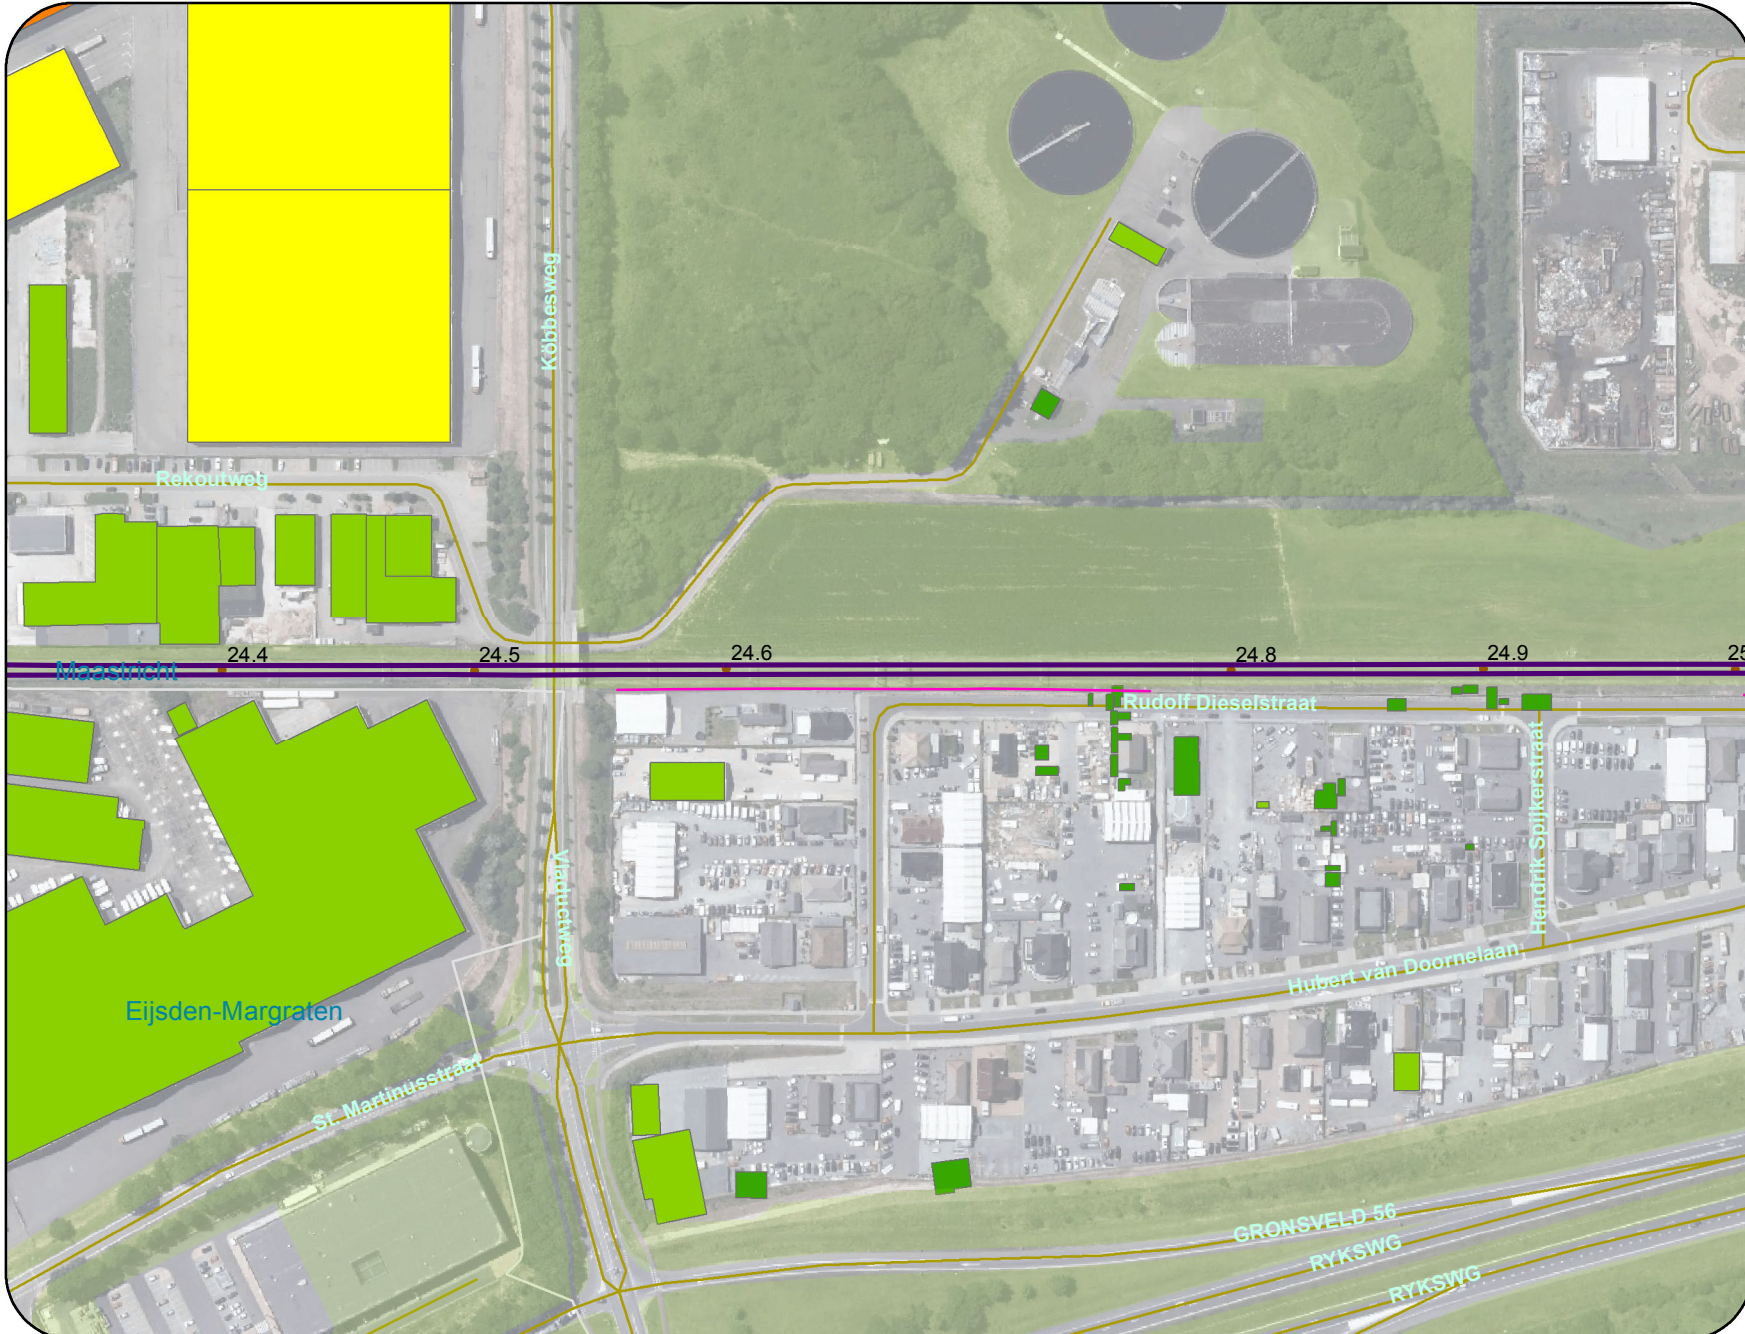 Köbbesweg
Rekoutweg
24.4
24.5
24.6
24.8
24.9
25
Maastricht
Rudolf Dieselstraat
Hendrik Spijkerstraat
Viaductweg
Hubert van Doornelaan
Eijsden-Margraten
St. Martinusstraat
GRONSVELD 56
RYKSWG
RYKSWG